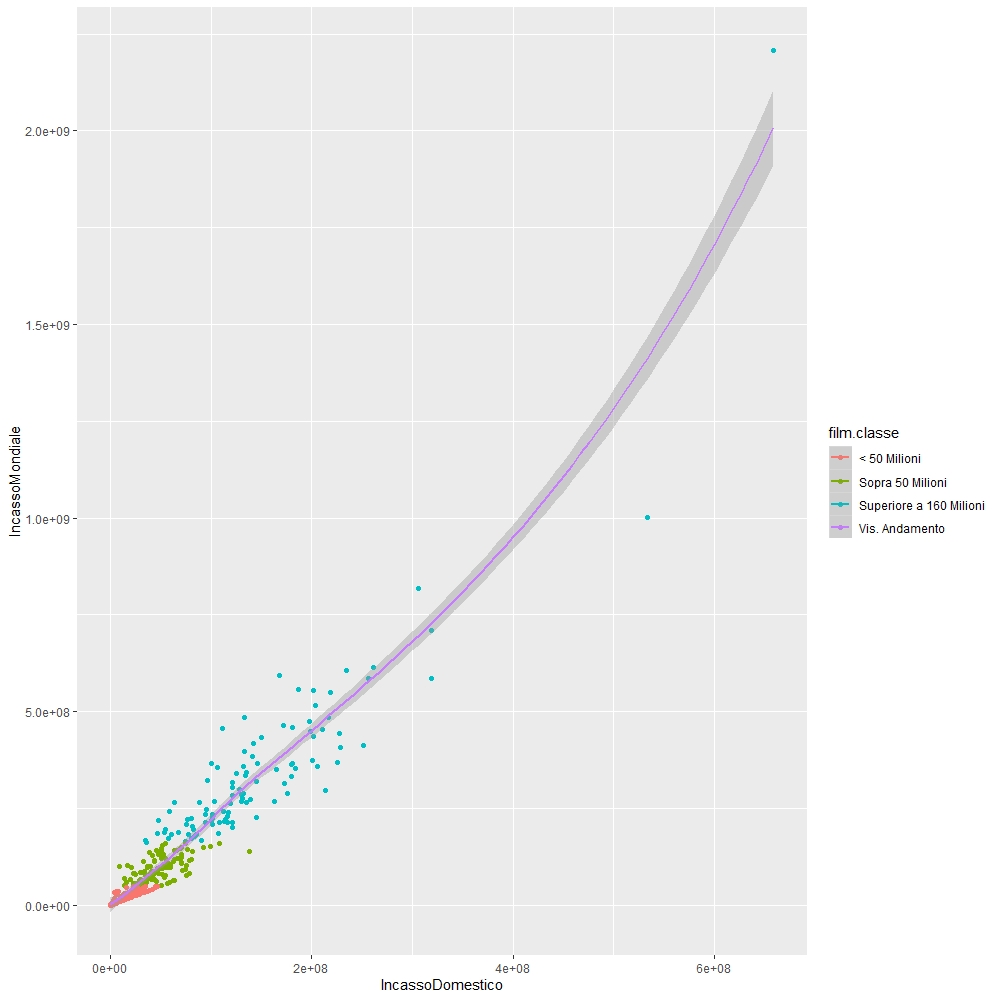 2.0e+09
1.5e+09
1.0e+09
5.0e+08
0.0e+00
IncassoMondiale
0e+00 2e+08 4e+08 6e+08
IncassoDomestico
film.classe
< 50 Milioni
Sopra 50 Milioni
Superiore a 160 Milioni
Vis. Andamento